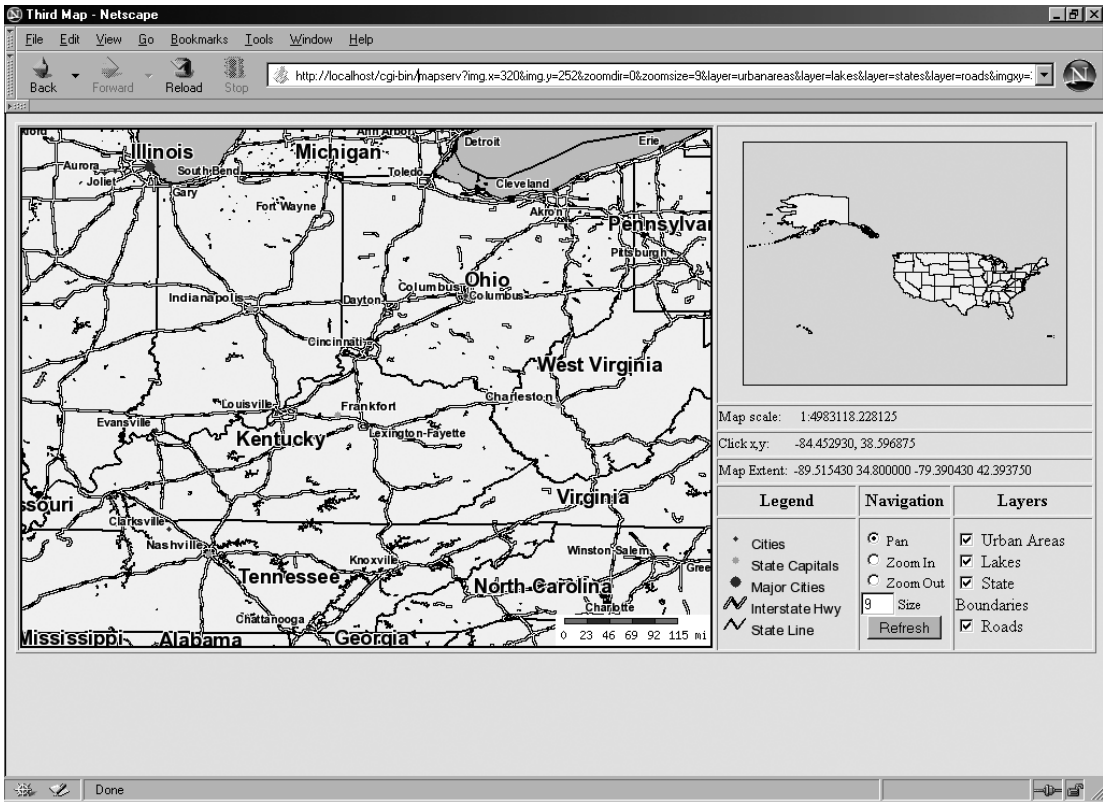 Third Map - Netscape
File Edit View Go Bookmarks Tools Window Help
Back Forward Reload Stop
http://localhost/cgi-bin/mapserv?img.x=320&img.y=252&zoomdir=0&zoomsize=9&layer=urbanareas&layer=lakes&layer=states&layer=roads&imgxy=
Ann Arbor
Detroit
Erie
Illinois
Michigan
Aurora
Joliet
South-Bend
Toledo
Gary
Cleveland
Fort Wayne
Akron
Pennsylvan
Pittsburgh
Ohio
Columbus
Columbus
Indianapolis
Dayton
Cincinnati
West Virginia
Charleston
Louisville
Frankfort
Evansville
Kentucky
Lexington-Fayette
ssouri
Virginia
Clarksville
Nashville
Knoxville
Winston-Salem
Gree
Tennessee
North-Carolina
Charlotte
Chattanooga
Mississippi
Alabama
Georgia
0 23 46 69 92 115 mi
Map scale: 1:4983118.228125
Click x,y: -84.452930, 38.596875
Map Extent: -89.515430 34.800000 -79.390430 42.393750
Legend
Cities
State Capitals
Major Cities
Interstate Hwy
State Line
Navigation
Pan
Zoom In
Zoom Out
9 Size
Refresh
Layers
Urban Areas
Lakes
State
Boundaries
Roads
Done